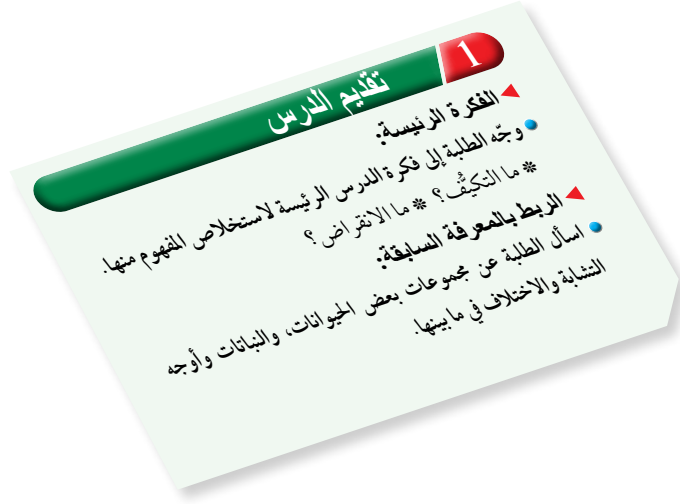 1 تقديم الدرس
الفكرة الرئيسة:
وجّه الطلبة إلى فكرة الدرس الرئيسة لاستخلاص المفهوم منها.
* ما التكيُّف؟ * ما الانقراض؟
الربط بالمعرفة السابقة:
اسأل الطلبة عن مجموعات بعض الحيوانات، والنباتات وأوجه
التشابة والاختلاف في ما بينها.